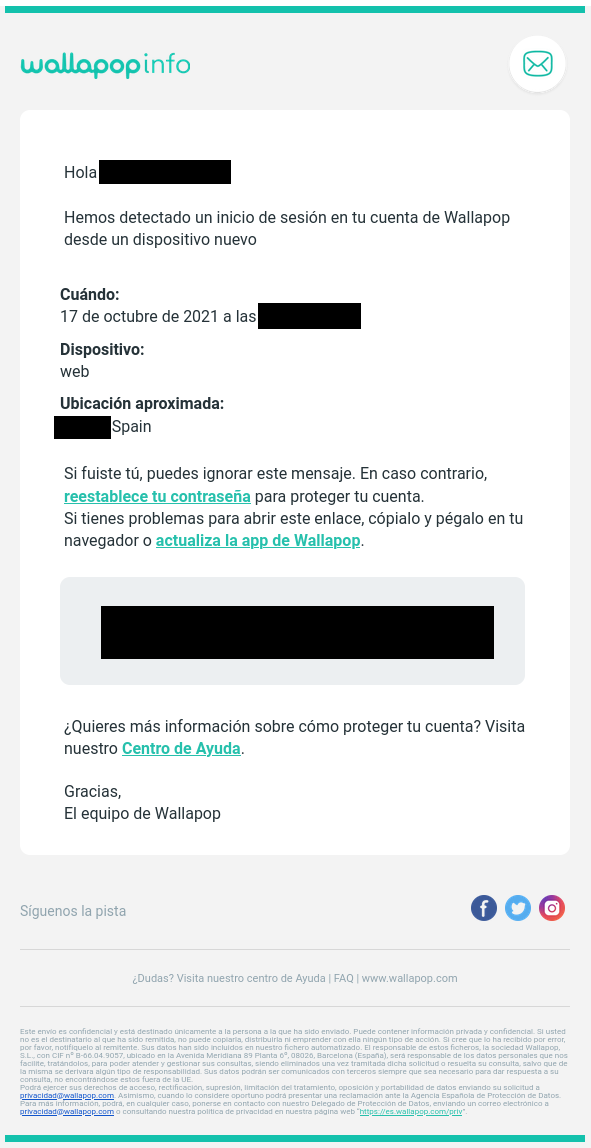 wallapop info
Hola
Hemos detectado un inicio de sesión en tu cuenta de Wallapop
desde un dispositivo nuevo
Cuándo:
17 de octubre de 2021 a las
Dispositivo:
web
Ubicación aproximada:
Spain
Si fuiste tú, puedes ignorar este mensaje. En caso contrario,
reestablece tu contraseña para proteger tu cuenta.
Si tienes problemas para abrir este enlace, cópialo y pégalo en tu
navegador o actualiza la app de Wallapop.
¿Quieres más información sobre cómo proteger tu cuenta? Visita
nuestro Centro de Ayuda.
Gracias,
El equipo de Wallapop
Síguenos la pista
¿Dudas? Visita nuestro centro de Ayuda | FAQ | www.wallapop.com
Este envío es confidencial y está destinado únicamente a la persona a la que ha sido enviado. Puede contener información privada y confidencial. Si usted
no es el destinatario al que ha sido remitida, no puede copiarla, distribuirla ni emprender con ella ningún tipo de acción. Si cree que lo ha recibido por error,
por favor, notifíquelo al remitente. Sus datos han sido incluidos en nuestro fichero automatizado. El responsable de estos ficheros, la sociedad Wallapop,
S.L., con CIF nº B-66.04.9057, ubicado en la Avenida Meridiana 89 Planta 6ª, 08026, Barcelona (España), será responsable de los datos personales que nos
facilite, tratándolos, para poder atender y gestionar sus consultas, siendo eliminados una vez tramitada dicha solicitud o resuelta su consulta, salvo que de
la misma se derivara algún tipo de responsabilidad. Sus datos podrán ser comunicados con terceros siempre que sea necesario para dar respuesta a su
consulta, no encontrándose estos fuera de la UE.
Podrá ejercer sus derechos de acceso, rectificación, supresión, limitación del tratamiento, oposición y portabilidad de datos enviando su solicitud a
privacidad@wallapop.com. Asimismo, cuando lo considere oportuno podrá presentar una reclamación ante la Agencia Española de Protección de Datos.
Para más información, podrá, en cualquier caso, ponerse en contacto con nuestro Delegado de Protección de Datos, enviando un correo electrónico a
privacidad@wallapop.com o consultando nuestra política de privacidad en nuestra página web "https://es.wallapop.com/priv".